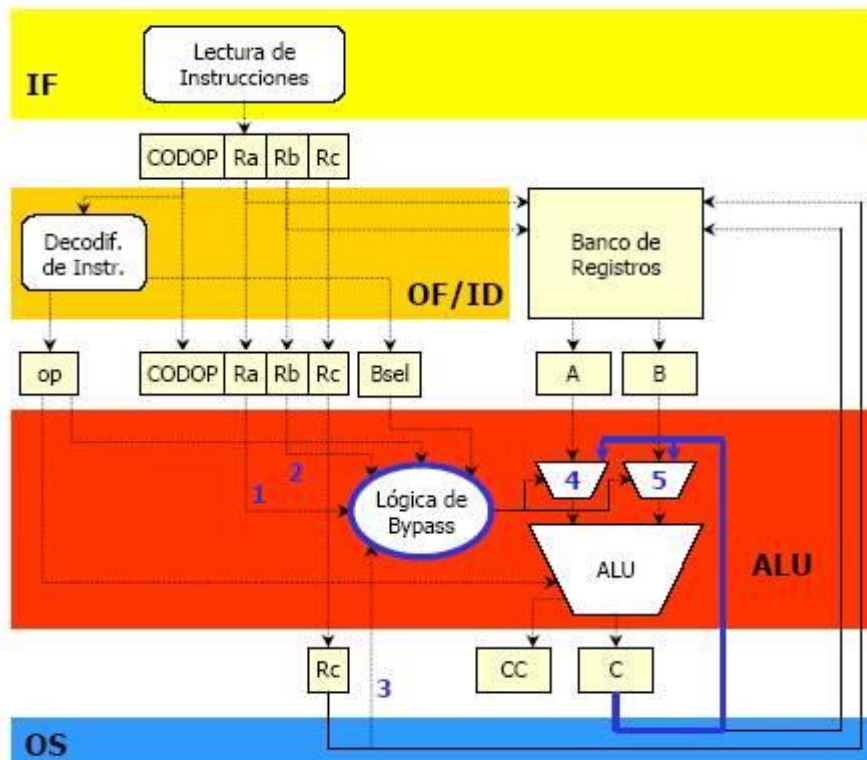 Lectura de
Instrucciones
IF
CODOP Ra Rb Rc
Decodif.
de Instr.
Banco de
Registros
OF/ID
op CODOP Ra Rb Rc Bsel A B
2
4 5
1
Lógica de
Bypass
ALU
ALU
Rc CC C
3
OS